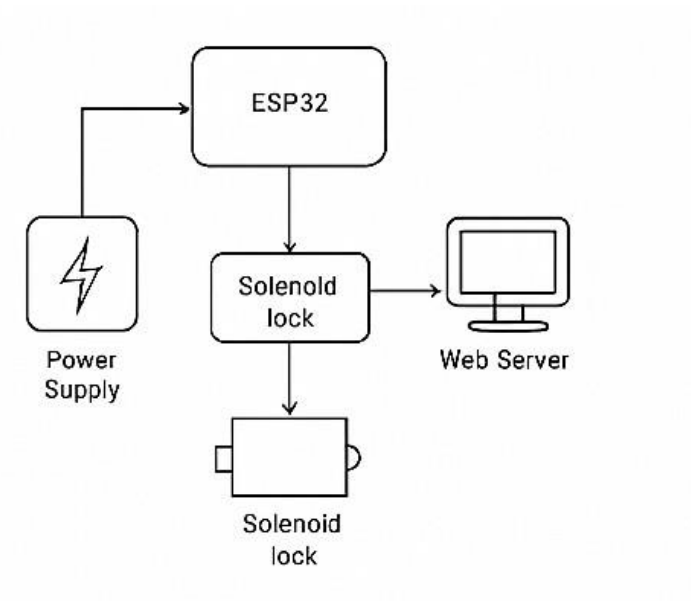 ESP32
Solenold
lock
Power
Supply
Web Server
Solenoid
lock